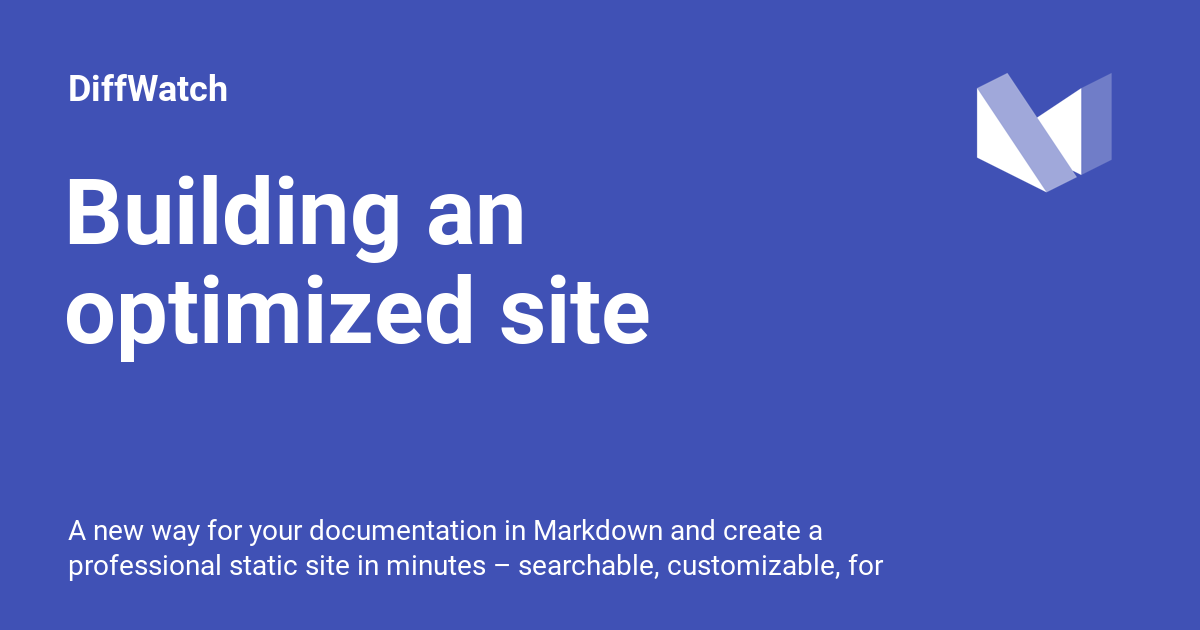 DiffWatch
Building an
optimized site
A new way for your documentation in Markdown and create a
professional static site in minutes – searchable, customizable, for